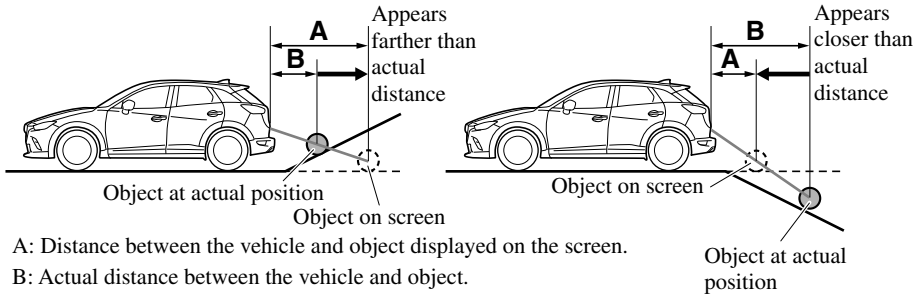 Appears
farther than
actual
distance
A
B
Object at actual position
Object on screen
Appears
closer than
actual
distance
B
A
Object on screen
Object at actual
position
A: Distance between the vehicle and object displayed on the screen.
B: Actual distance between the vehicle and object.